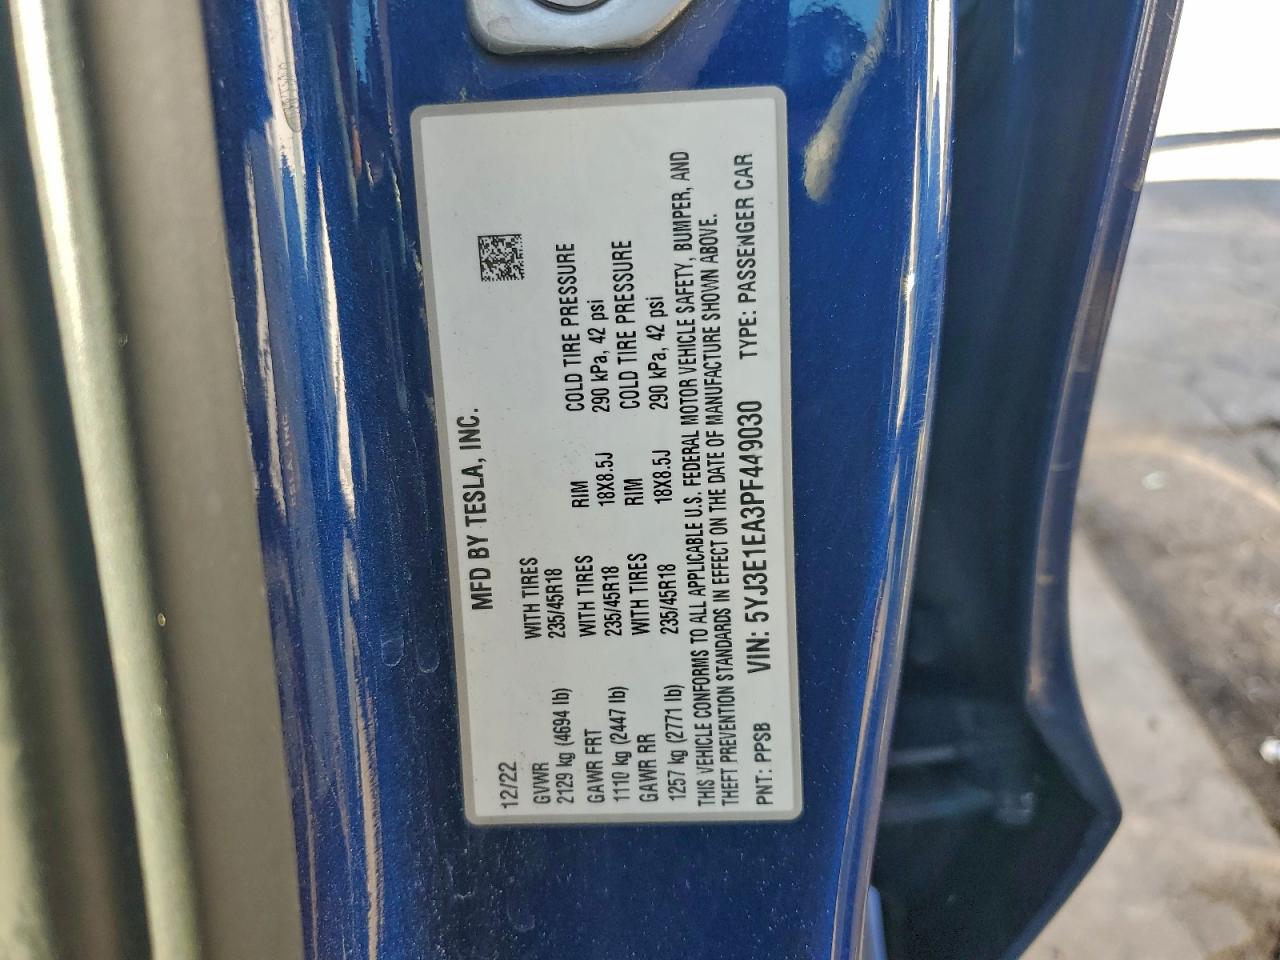 MFD BY TESLA, INC.
12/22
GVWR WITH TIRES
2129 kg (4694 lb) 235/45R18
GAWR FRT WITH TIRES RIM COLD TIRE PRESSURE
1110 kg (2447 lb) 235/45R18 18X8.5J 290 kPa, 42 psi
GAWR RR WITH TIRES RIM COLD TIRE PRESSURE
1257 kg (2771 lb) 235/45R18 18X8.5J 290 kPa, 42 psi
THIS VEHICLE CONFORMS TO ALL APPLICABLE U.S. FEDERAL MOTOR VEHICLE SAFETY, BUMPER, AND
THEFT PREVENTION STANDARDS IN EFFECT ON THE DATE OF MANUFACTURE SHOWN ABOVE.
PNT: PPSB VIN: 5YJ3E1EA3PF449030 TYPE: PASSENGER CAR